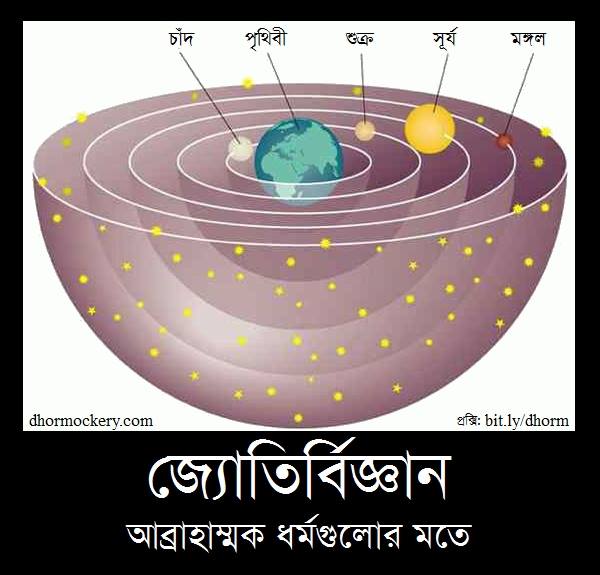 চাঁদ পৃথিবী শুক্র সূর্য মঙ্গল
dhormockery.com প্রক্সি: bit.ly/dhorm
জ্যোতির্বিজ্ঞান
আব্রাহাম্মক ধর্মগুলোর মতে